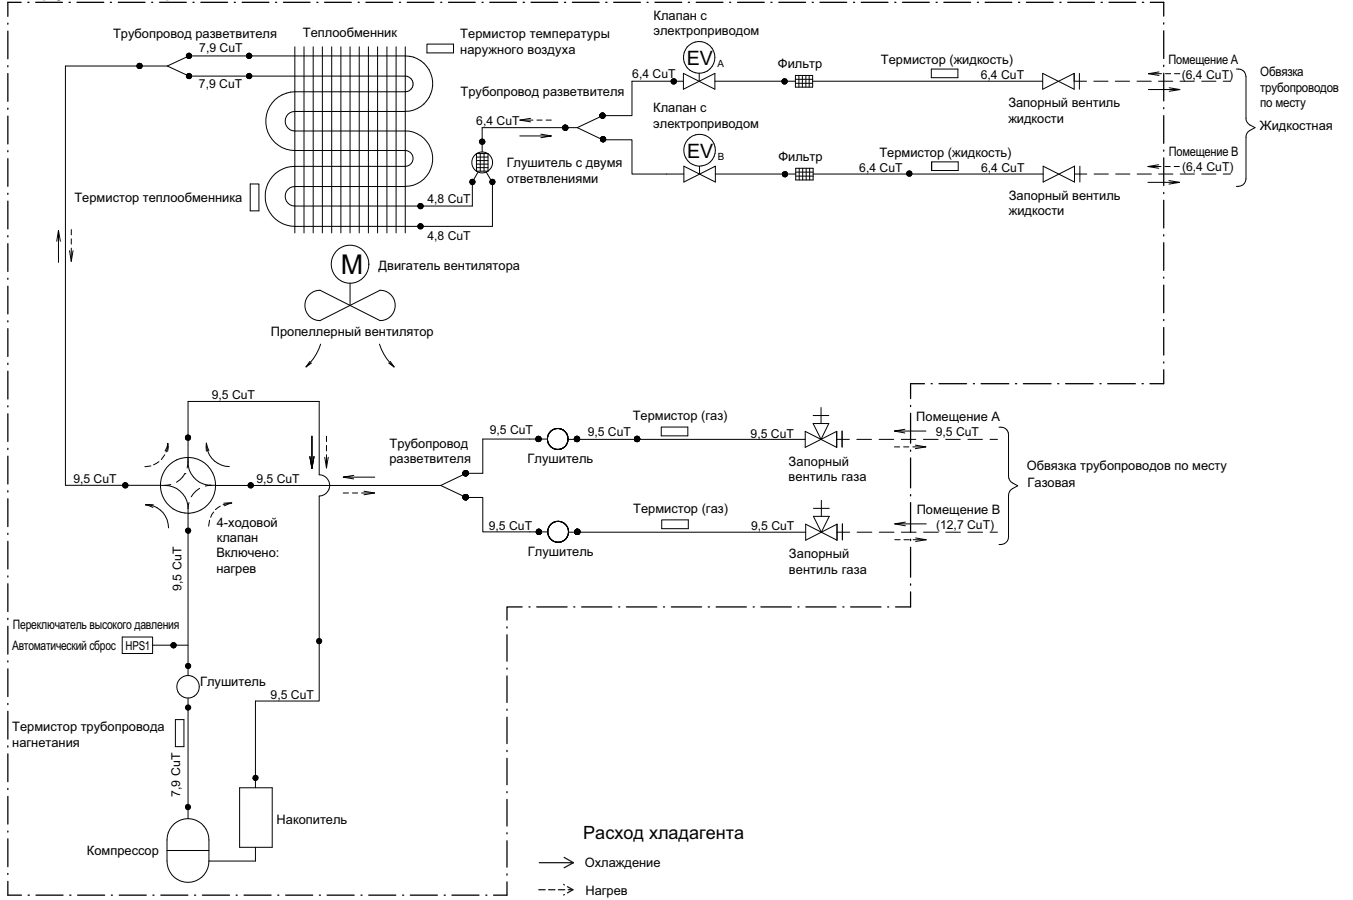 Трубопровод разветвителя
7,9 CuT
7,9 CuT
Теплообменник
Термистор температуры
наружного воздуха
Клапан с
электроприводом
EV A
6,4 CuT
Фильтр
Термистор (жидкость)
6,4 CuT
Запорный вентиль
жидкости
Помещение A
(6,4 CuT)
Обвязка
трубопроводов
по месту
Жидкостная
Трубопровод разветвителя
6,4 CuT
Клапан с
электроприводом
EV B
Фильтр
6,4 CuT
Термистор (жидкость)
6,4 CuT
Запорный вентиль
жидкости
Помещение B
(6,4 CuT)
Глушитель с двумя
ответвлениями
Термистор теплообменника
4,8 CuT
4,8 CuT
M
Двигатель вентилятора
Пропеллерный вентилятор
9,5 CuT
9,5 CuT
9,5 CuT
4-ходовой
клапан
Включено:
нагрев
9,5 CuT
Трубопровод
разветвителя
9,5 CuT
Глушитель
9,5 CuT
Термистор (газ)
9,5 CuT
Запорный
вентиль газа
Помещение A
9,5 CuT
Обвязка трубопроводов по месту
Газовая
9,5 CuT
Глушитель
Термистор (газ)
9,5 CuT
Запорный
вентиль газа
Помещение B
(12,7 CuT)
Переключатель высокого давления
Автоматический сброс
HPS1
Глушитель
9,5 CuT
Термистор трубопровода
нагнетания
7,9 CuT
Накопитель
Компрессор
Расход хладагента
Охлаждение
Нагрев